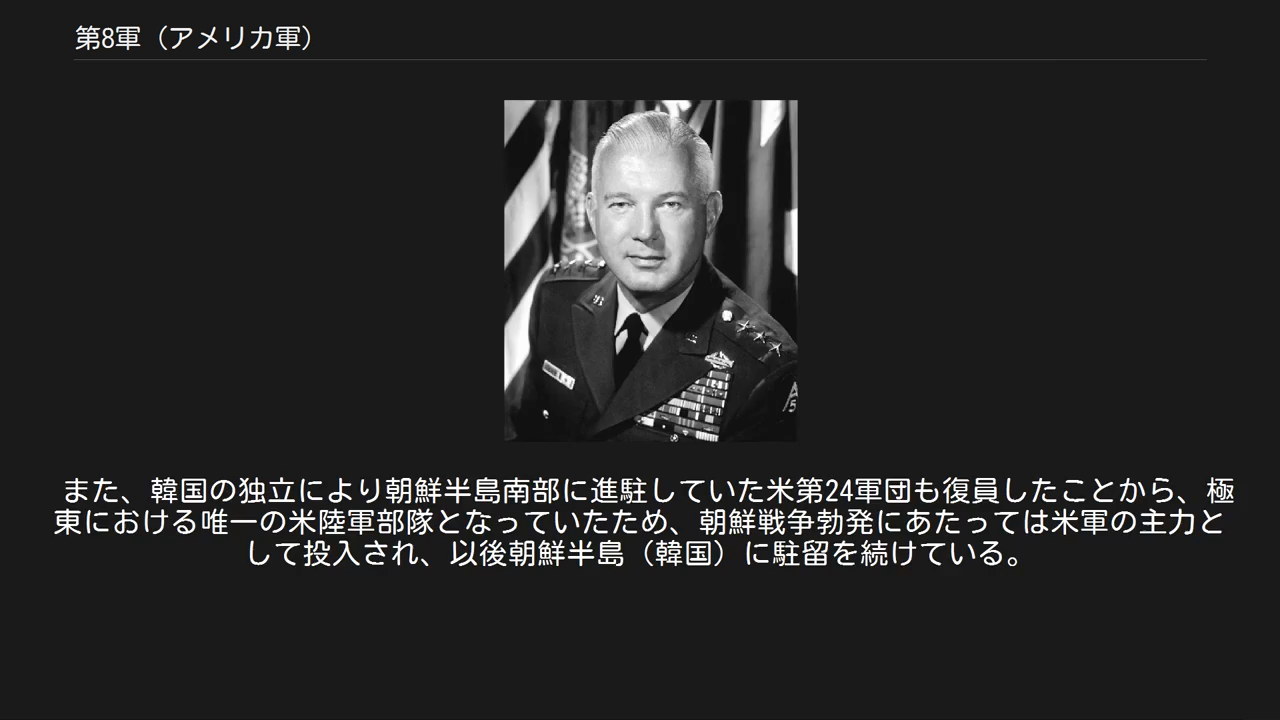 第8軍（アメリカ軍）
また、韓国の独立により朝鮮半島南部に進駐していた米第24軍団も復員したことから、極
東における唯一の米陸軍部隊となっていたため、朝鮮戦争勃発にあたっては米軍の主力と
して投入され、以後朝鮮半島（韓国）に駐留を続けている。